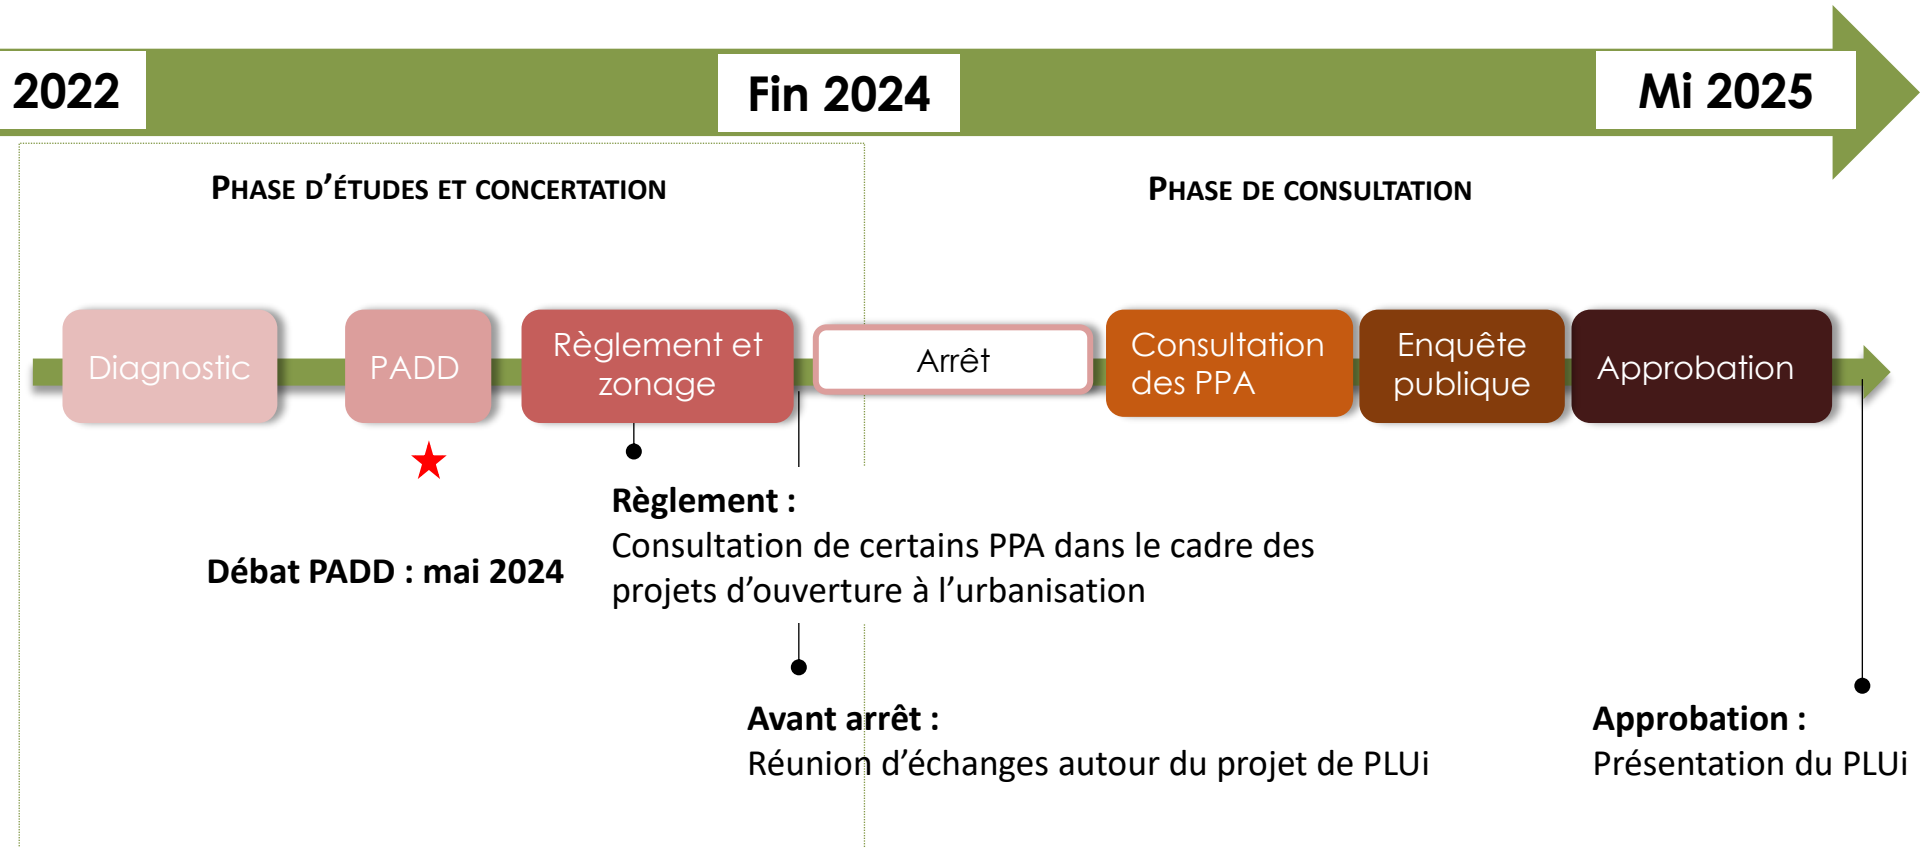 2022
Fin 2024
Mi 2025
PHASE D’ÉTUDES ET CONCERTATION
PHASE DE CONSULTATION
Diagnostic
PADD
Règlement et
zonage
Arrêt
Consultation
des PPA
Enquête
publique
Approbation
Débat PADD : mai 2024
Règlement :
Consultation de certains PPA dans le cadre des
projets d’ouverture à l’urbanisation
Avant arrêt :
Réunion d’échanges autour du projet de PLUi
Approbation :
Présentation du PLUi